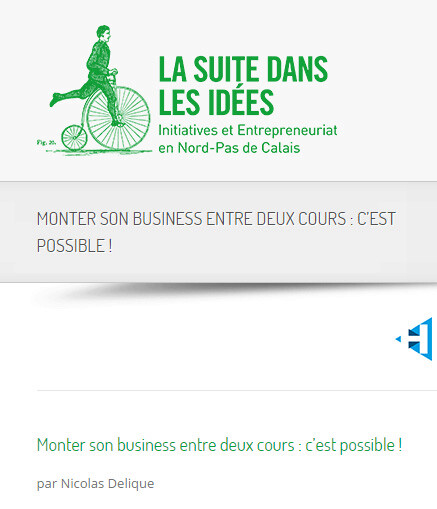 LA SUITE DANS
LES IDÉES
Initiatives et Entrepreneuriat
en Nord-Pas de Calais
Fig. 20.
MONTER SON BUSINESS ENTRE DEUX COURS : C'EST
POSSIBLE !
Monter son business entre deux cours : c'est possible !
par Nicolas Delique